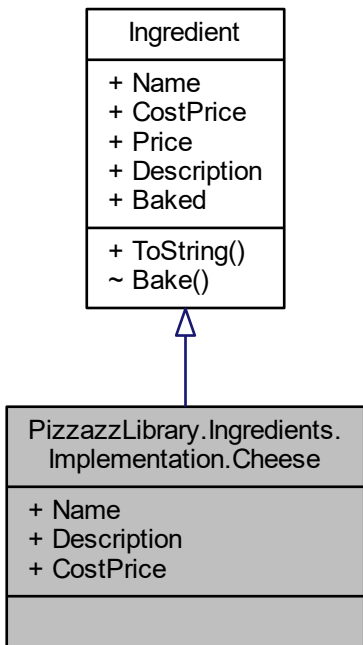 Ingredient
+ Name
+ CostPrice
+ Price
+ Description
+ Baked
+ ToString()
~ Bake()
PizzazzLibrary.Ingredients.
Implementation.Cheese
+ Name
+ Description
+ CostPrice